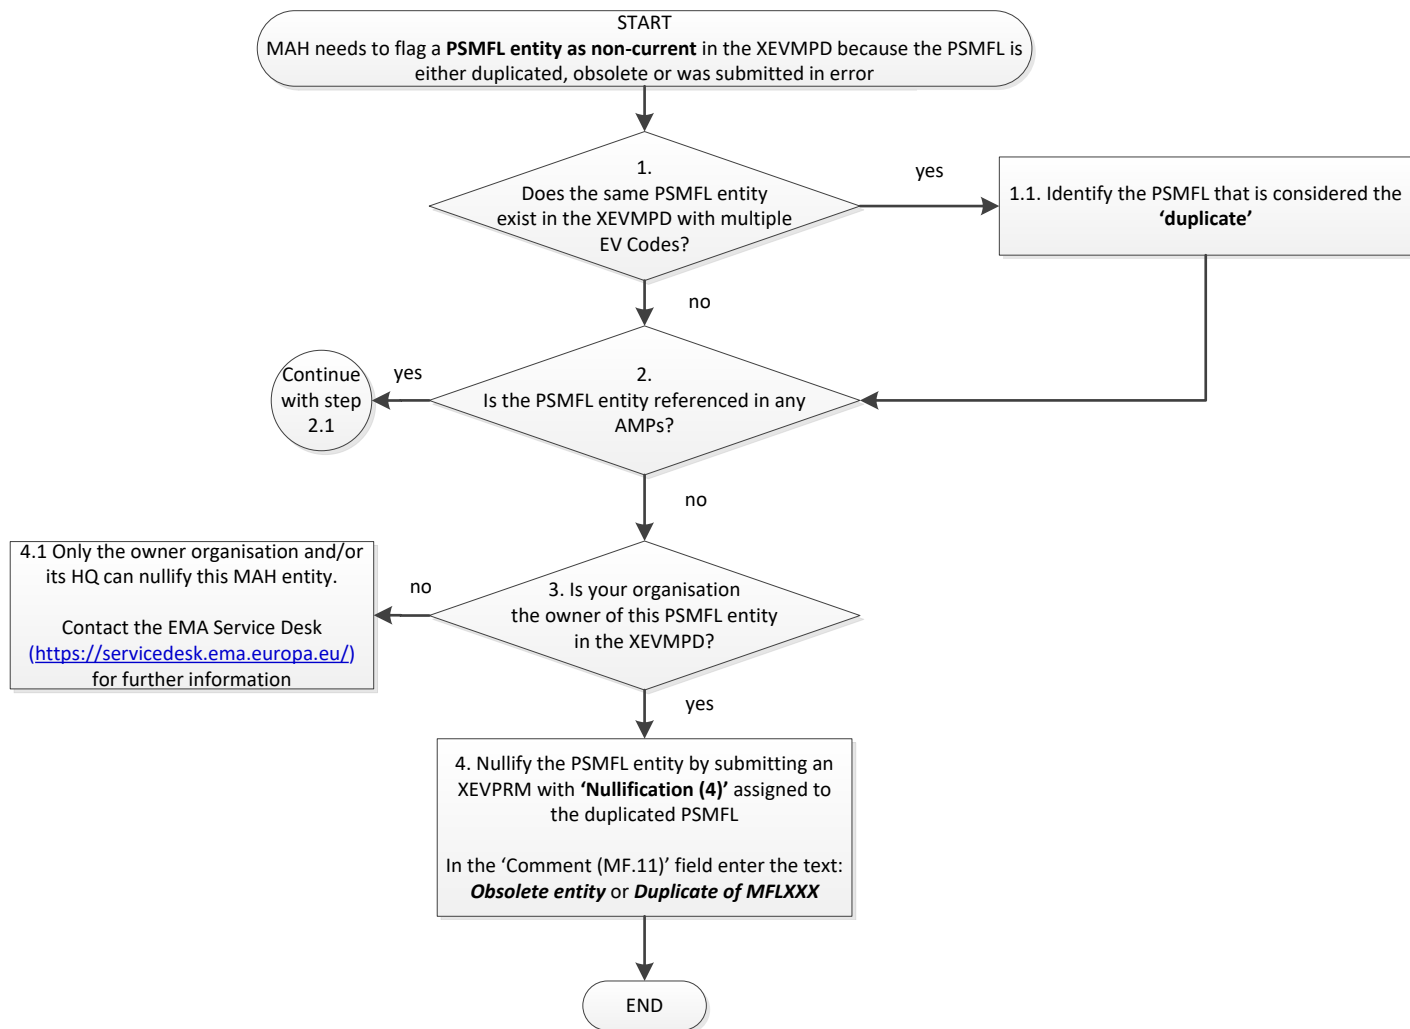 START
MAH needs to flag a PSMFL entity as non-current in the XEVMPD because the PSMFL is
either duplicated, obsolete or was submitted in error
1.
Does the same PSMFL entity
exist in the XEVMPD with multiple
EV Codes?
yes
1.1. Identify the PSMFL that is considered the
‘duplicate’
no
2.
Is the PSMFL entity referenced in any
AMPs?
yes
Continue
with step
2.1
no
3. Is your organisation
the owner of this PSMFL entity
in the XEVMPD?
no
4.1 Only the owner organisation and/or
its HQ can nullify this MAH entity.
Contact the EMA Service Desk
(https://servicedesk.ema.europa.eu/)
for further information
yes
4. Nullify the PSMFL entity by submitting an
XEVPRM with ‘Nullification (4)’ assigned to
the duplicated PSMFL
In the ‘Comment (MF.11)’ field enter the text:
Obsolete entity or Duplicate of MFLXXX
END